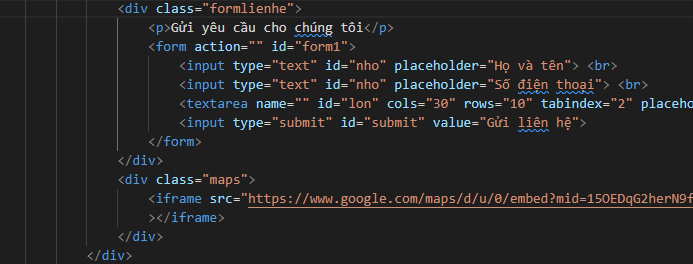 <div class="formlienhe">
<p>Gửi yêu cầu cho chúng tôi</p>
<form action="" id="form1">
<input type="text" id="nho" placeholder="Họ và tên"> <br>
<input type="text" id="nho" placeholder="Số điện thoại"> <br>
<textarea name="" id="lon" cols="30" rows="10" tabindex="2" placeho
<input type="submit" id="submit" value="Gửi liên hệ">
</form>
</div>
<div class="maps">
<iframe src="https://www.google.com/maps/d/u/0/embed?mid=15OEDqG2herN9f
></iframe>
</div>
</div>